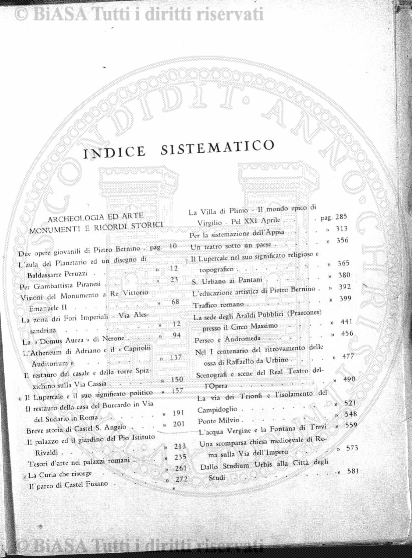 © BiASA Tutti i diritti riservati
INDICE SISTEMATICO
ARCHEOLOGIA ED ARTE
MONUMENTI E RICORDI STORICI
Due opere giovanili di Pietro Bernino - pag. 10
L'aula del Planetario ed un disegno di
Baldassarre Peruzzi . . » 12
Per Giambattista Piranesi . . » 23
Visioni del Monumento a Re Vittorio
Emanuele II . . » 68
La zona dei Fori Imperiali - Via Ales-
sandrina . . » 12
La « Domus Aurea » di Nerone . . » 94
L'Atheneum di Adriano e il « Capitolii
Auditorium » . . » 137
Il restauro del casale e della torre Spiz-
zichino sulla Via Cassia . . » 150
Il Lupercale e il suo significato politico » 157
Il restauro della casa del Burcardo in Via
del Sudario in Roma . . » 191
Breve storia di Castel S. Angelo . . » 201
Il palazzo ed il giardino del Pio Istituto
Rivaldi . . » 213
Tesori d'arte nei palazzi romani . . » 235
La Curia che risorge . . » 261
Il parco di Castel Fusano . . » 272
La Villa di Plinio - Il mondo epico di
Virgilio - Pel XXI Aprile . . pag. 285
Per la sistemazione dell'Appia . . » 313
Un teatro sotto un paese . . » 356
Il Lupercale nel suo significato religioso e
topografico . . » 365
S. Urbano ai Pantani . . » 380
L'educazione artistica di Pietro Bernino . » 392
Traffico romano . . » 399
La sede degli Araldi Pubblici (Praecones)
presso il Circo Massimo . . » 441
Perseo e Andromeda . . » 456
Nel I centenario del ritrovamento delle
ossa di Raffaello da Urbino . . » 477
Scenografi e scene del Real Teatro del-
l'Opera . . » 490
La via dei Trionfi e l'isolamento del
Campidoglio . . » 521
Ponte Milvio . . » 548
L'acqua Vergine e la Fontana di Trevi » 559
Una scomparsa chiesa medioevale di Ro-
ma sulla Via dell'Impero . . » 573
Dallo Studium Urbis alla Città degli
Studi . . » 581
© BiASA Tutti i diritti riservati